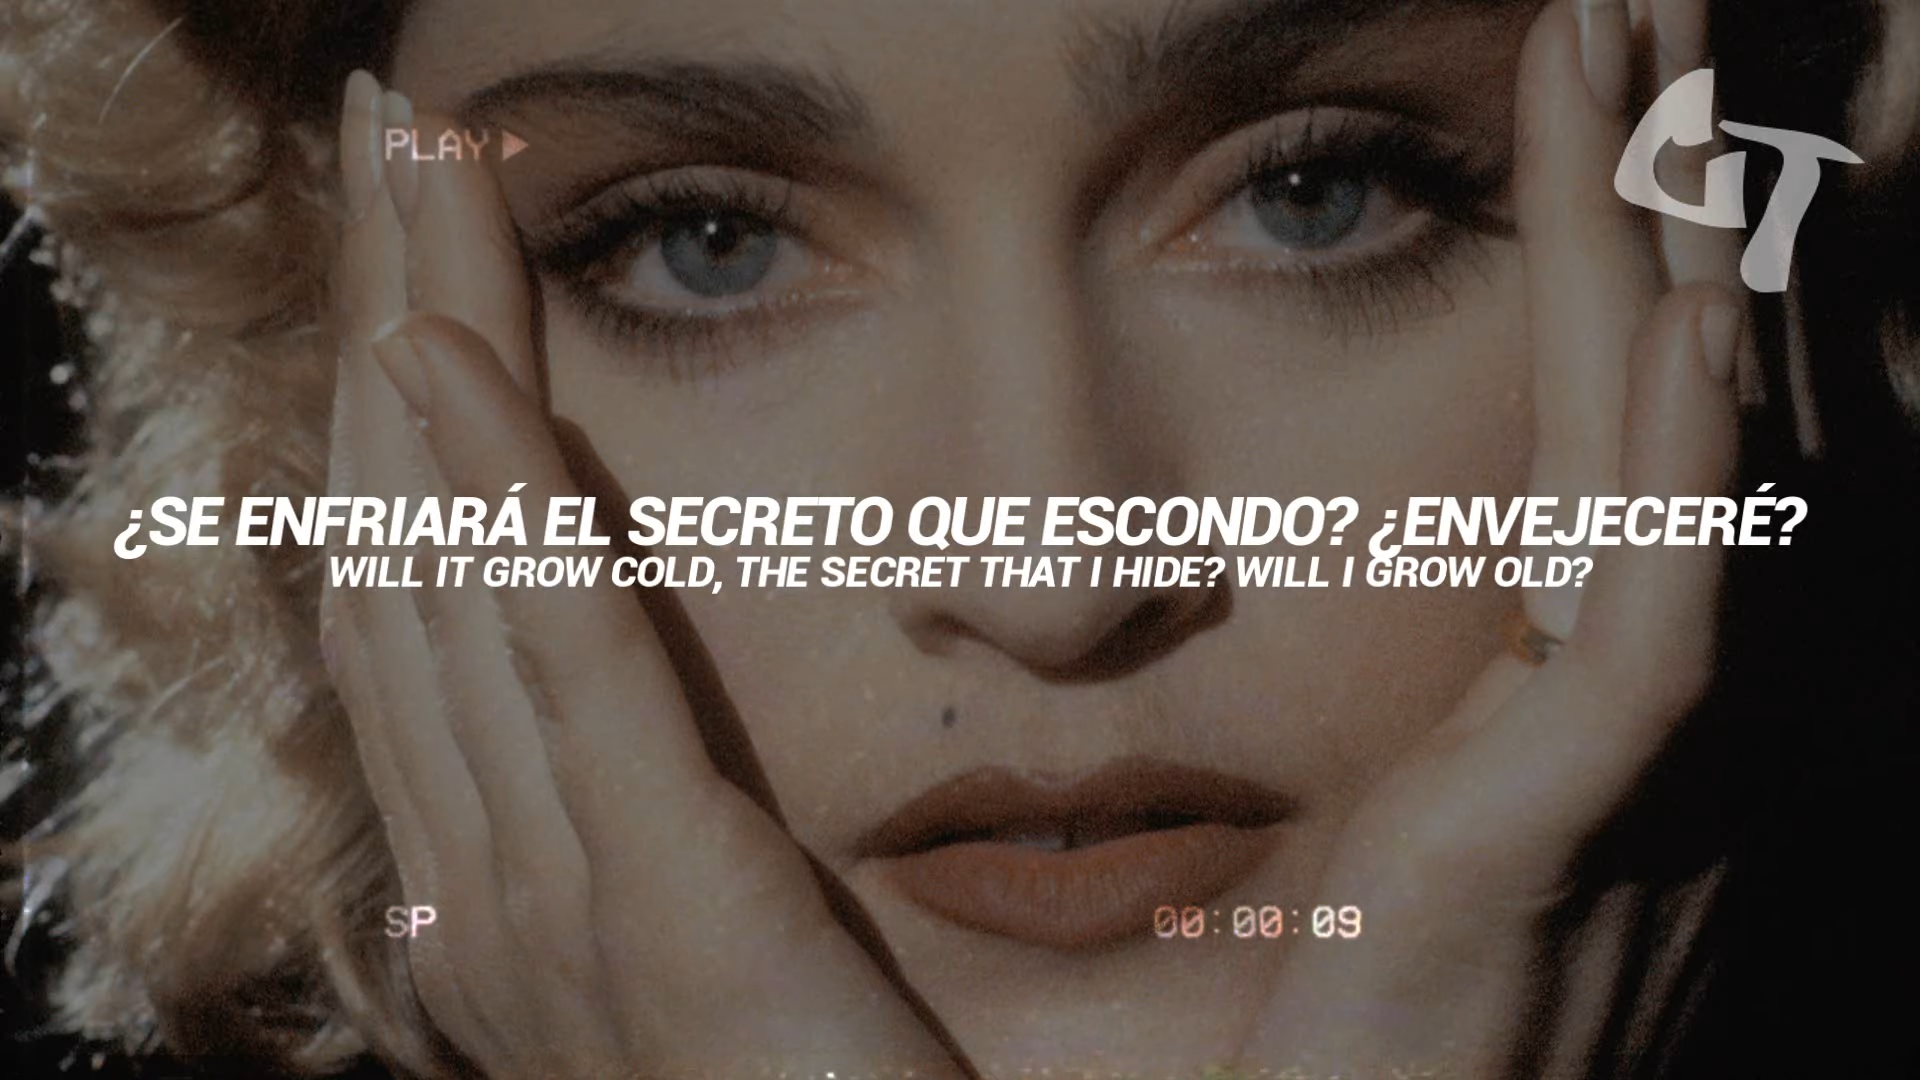 PLAY
GT
¿SE ENFRIARÁ EL SECRETO QUE ESCONDO? ¿ENVEJECERÉ?
WILL IT GROW COLD, THE SECRET THAT I HIDE? WILL I GROW OLD?
SP
00:00:09